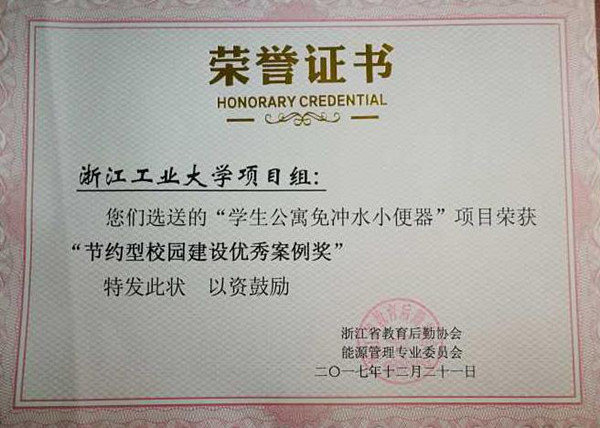 荣誉证书
HONORARY CREDENTIAL
浙江工业大学项目组:
您们选送的“学生公寓免冲水小便器”项目荣获
“节约型校园建设优秀案例奖”
特发此状 以资鼓励
浙江省教育后勤协会
能源管理专业委员会
二〇一七年十二月二十一日